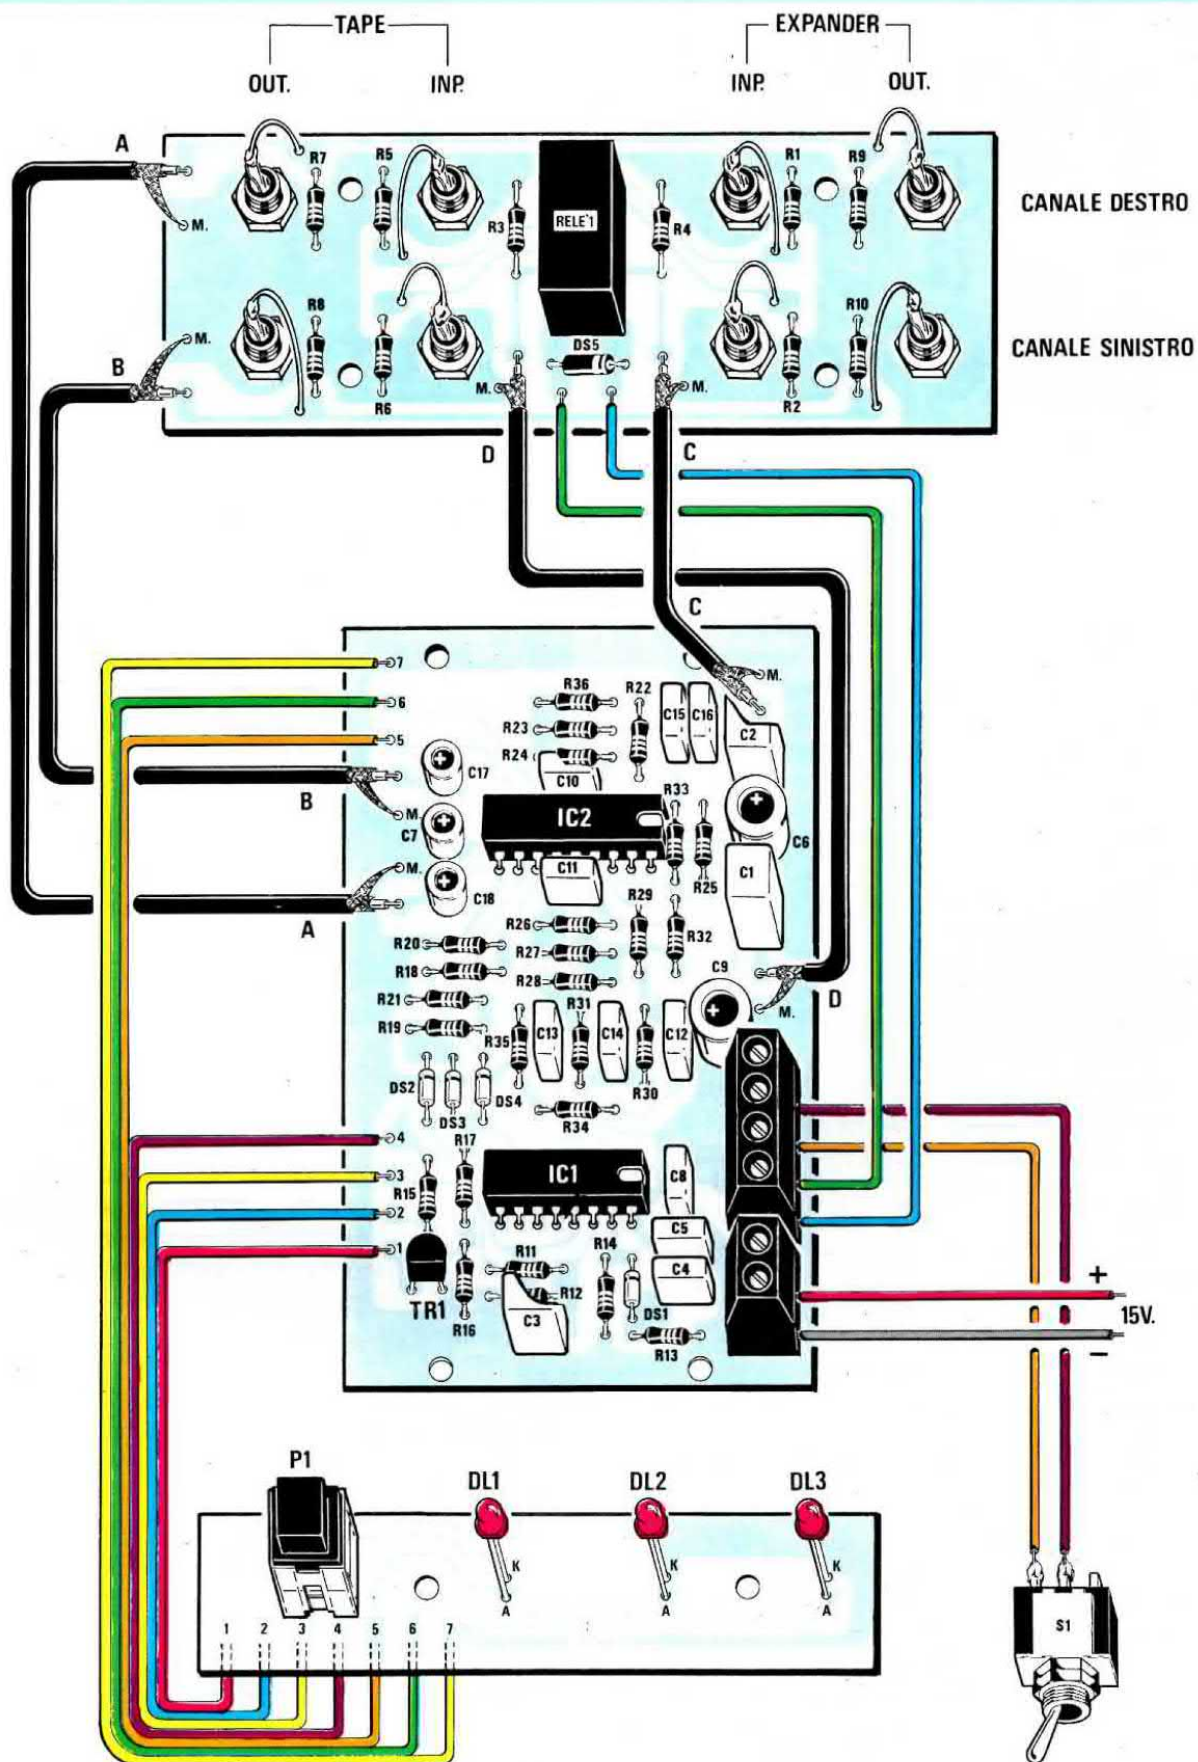 TAPE
EXPANDER
OUT.
INP.
INP.
OUT.
A
R7
R5
R1
R9
CANALE DESTRO
M.
R3
RELE'1
R4
R8
R10
M.
DS5
CANALE SINISTRO
B
M.
M.
R6
R2
D
C
C
M.
7
R36
R22
6
C15
C16
C2
R23
5
R24
C10
C17
R33
B
M.
IC2
C7
C6
M.
C11
C1
C18
R25
R29
A
R26
R32
R20
R27
R18
C9
R28
D
R21
R31
M.
R19
C13
C14
C12
R35
DS2
R30
DS4
DS3
R34
4
R17
3
IC1
C8
R15
2
C5
1
R14
R11
C4
+
R12
DS1
15V.
TR1
C3
R16
R13
–
P1
DL1
DL2
DL3
K
K
K
A
A
A
1
2
3
4
5
6
7
S1